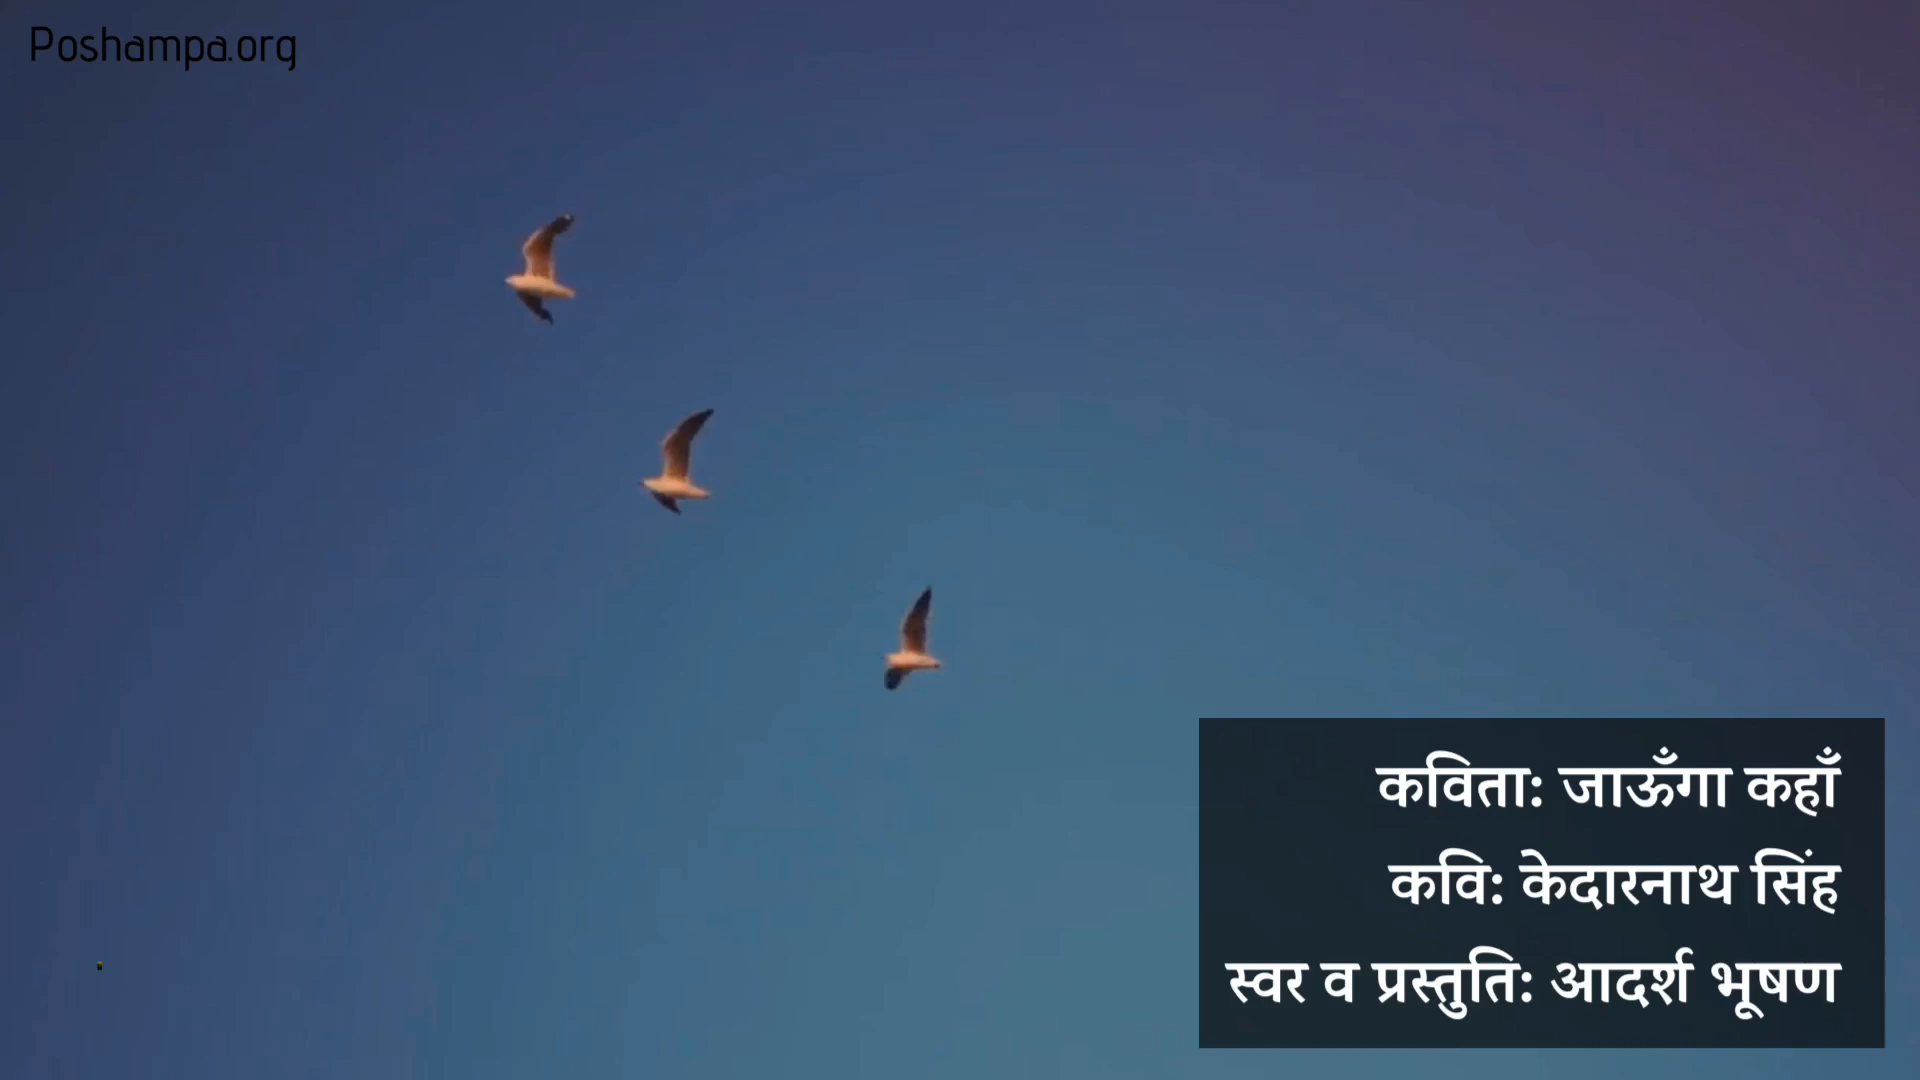 Poshampa.org
कविता: जाऊँगा कहाँ
कवि: केदारनाथ सिंह
स्वर व प्रस्तुति: आदर्श भूषण